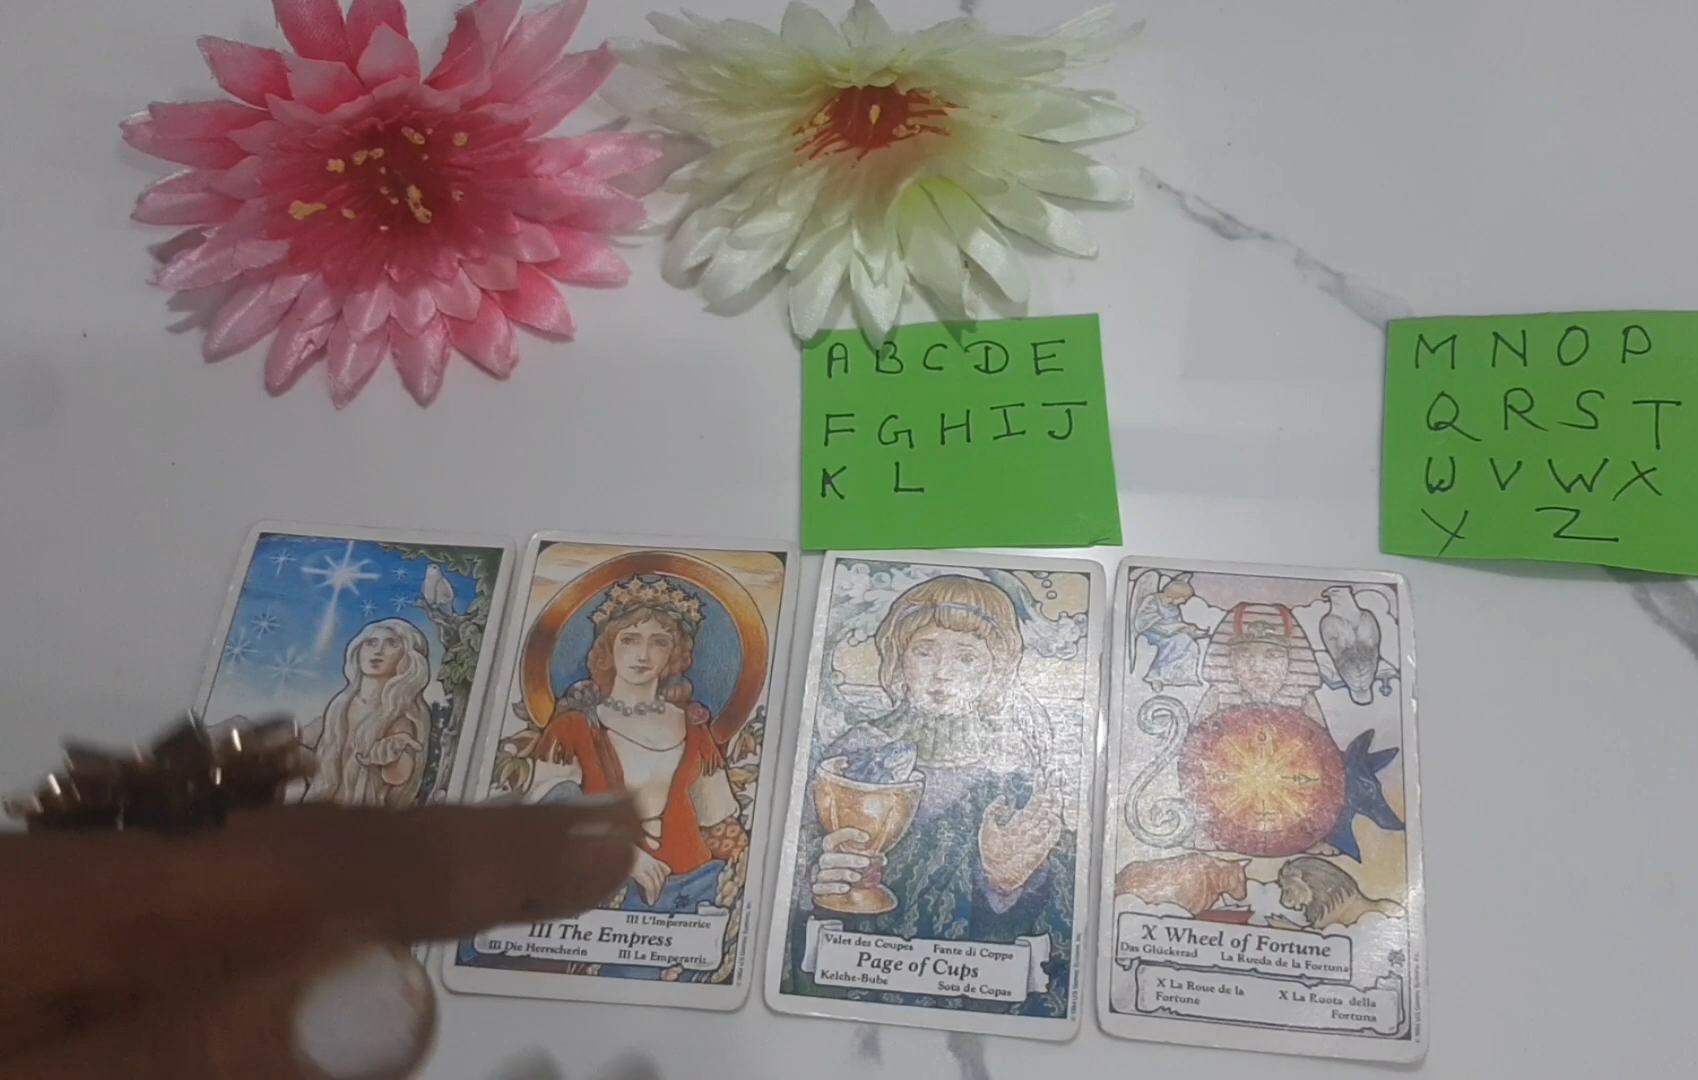 A B C D E
F G H I J
K L
M N O P
Q R S T
U V W X
Y Z
III L'Imperatrice
III The Empress
III Die Herrscherin III La Emperatriz
Valet des Coupes Fante di Coppe
Page of Cups
Kelche-Bube Sota de Copas
X Wheel of Fortune
Das Glücksrad La Rueda de la Fortuna
X La Roue de la Fortune
X La Ruota della Fortuna